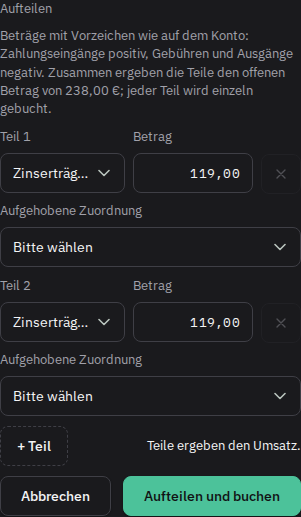 Aufteilen
Beträge mit Vorzeichen wie auf dem Konto:
Zahlungseingänge positiv, Gebühren und Ausgänge
negativ. Zusammen ergeben die Teile den offenen
Betrag von 238,00 €; jeder Teil wird einzeln
gebucht.
Teil 1 Betrag
Zinserträg... 119,00
Aufgehobene Zuordnung
Bitte wählen
Teil 2 Betrag
Zinserträg... 119,00
Aufgehobene Zuordnung
Bitte wählen
+ Teil Teile ergeben den Umsatz.
Abbrechen Aufteilen und buchen